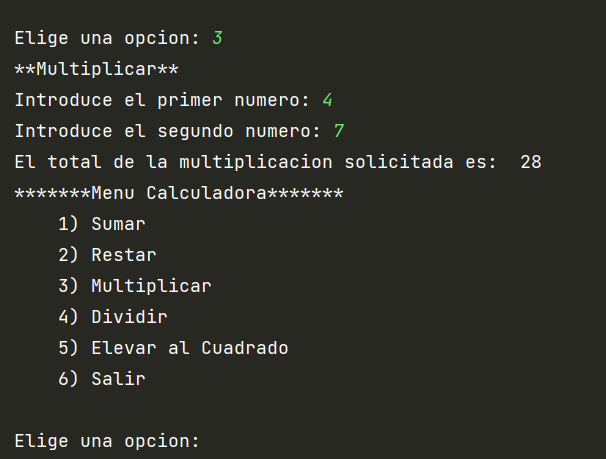 Elige una opcion: 3
**Multiplicar**
Introduce el primer numero: 4
Introduce el segundo numero: 7
El total de la multiplicacion solicitada es:  28
*******Menu Calculadora*******
    1) Sumar
    2) Restar
    3) Multiplicar
    4) Dividir
    5) Elevar al Cuadrado
    6) Salir

Elige una opcion: